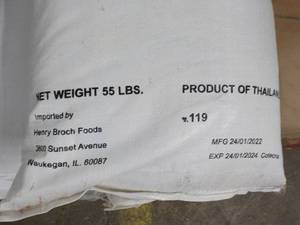 NET WEIGHT 55 LBS.
Imported by
Henry Broch Foods
3600 Sunset Avenue
Waukegan, IL. 60087
PRODUCT OF THAILAN
119
MFG 24/01/2022
EXP 24/01/2024